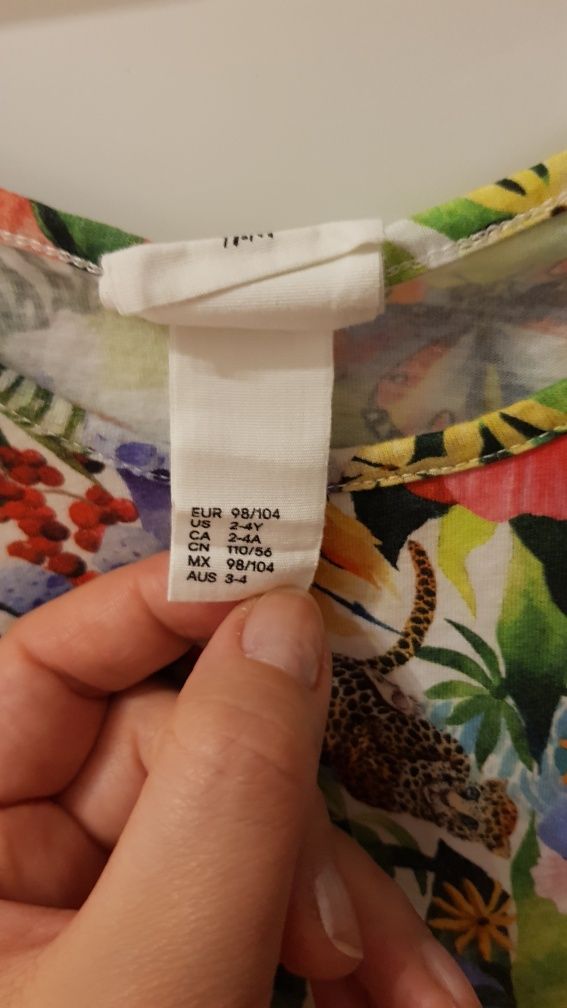 EUR 98/104
US 2-4Y
CA 2-4A
CN 110/56
MX 98/104
AUS 3-4